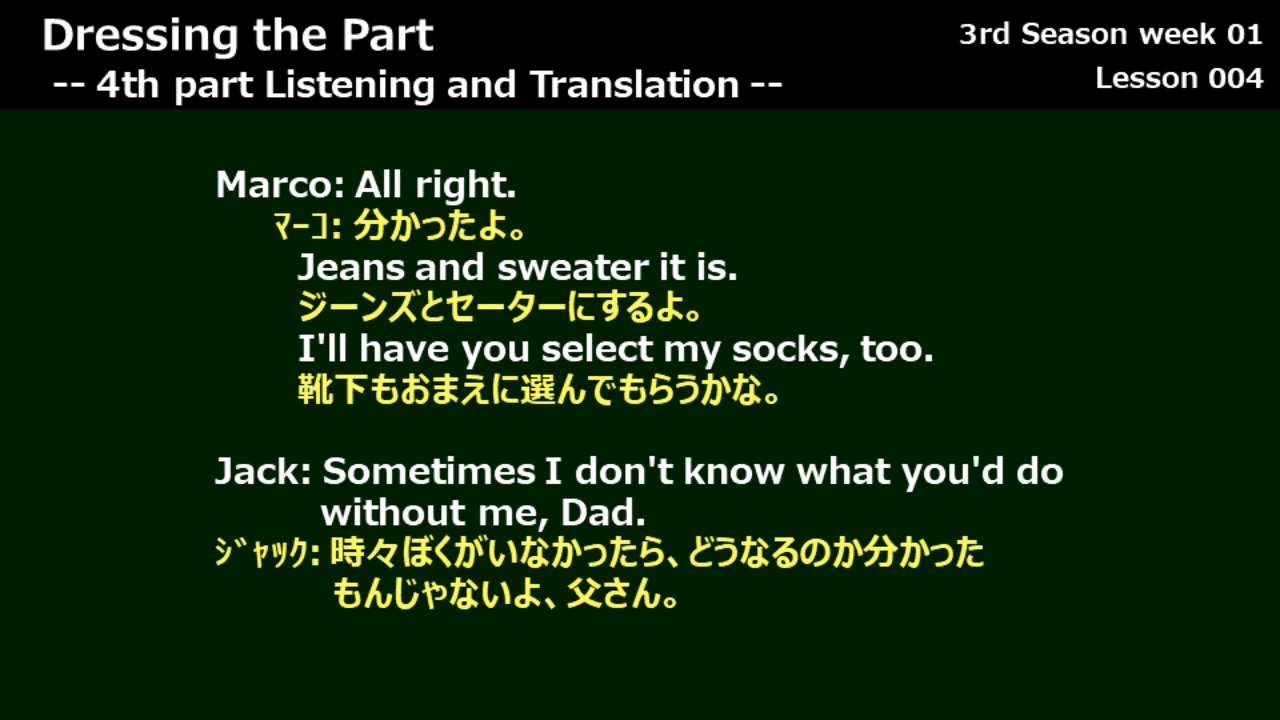 Dressing the Part
3rd Season week 01
-- 4th part Listening and Translation --
Lesson 004
Marco: All right.
ﾏｰｺ: 分かったよ。
Jeans and sweater it is.
ジーンズとセーターにするよ。
I'll have you select my socks, too.
靴下もおまえに選んでもらうかな。
Jack: Sometimes I don't know what you'd do
without me, Dad.
ｼﾞｬｯｸ: 時々ぼくがいなかったら、どうなるのか分かった
もんじゃないよ、父さん。